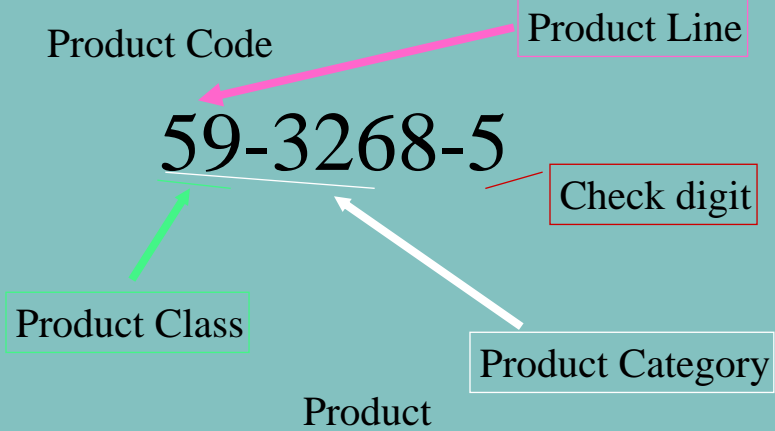 Product Line
Product Code
59-3268-5
Check digit
Product Class
Product Category
Product